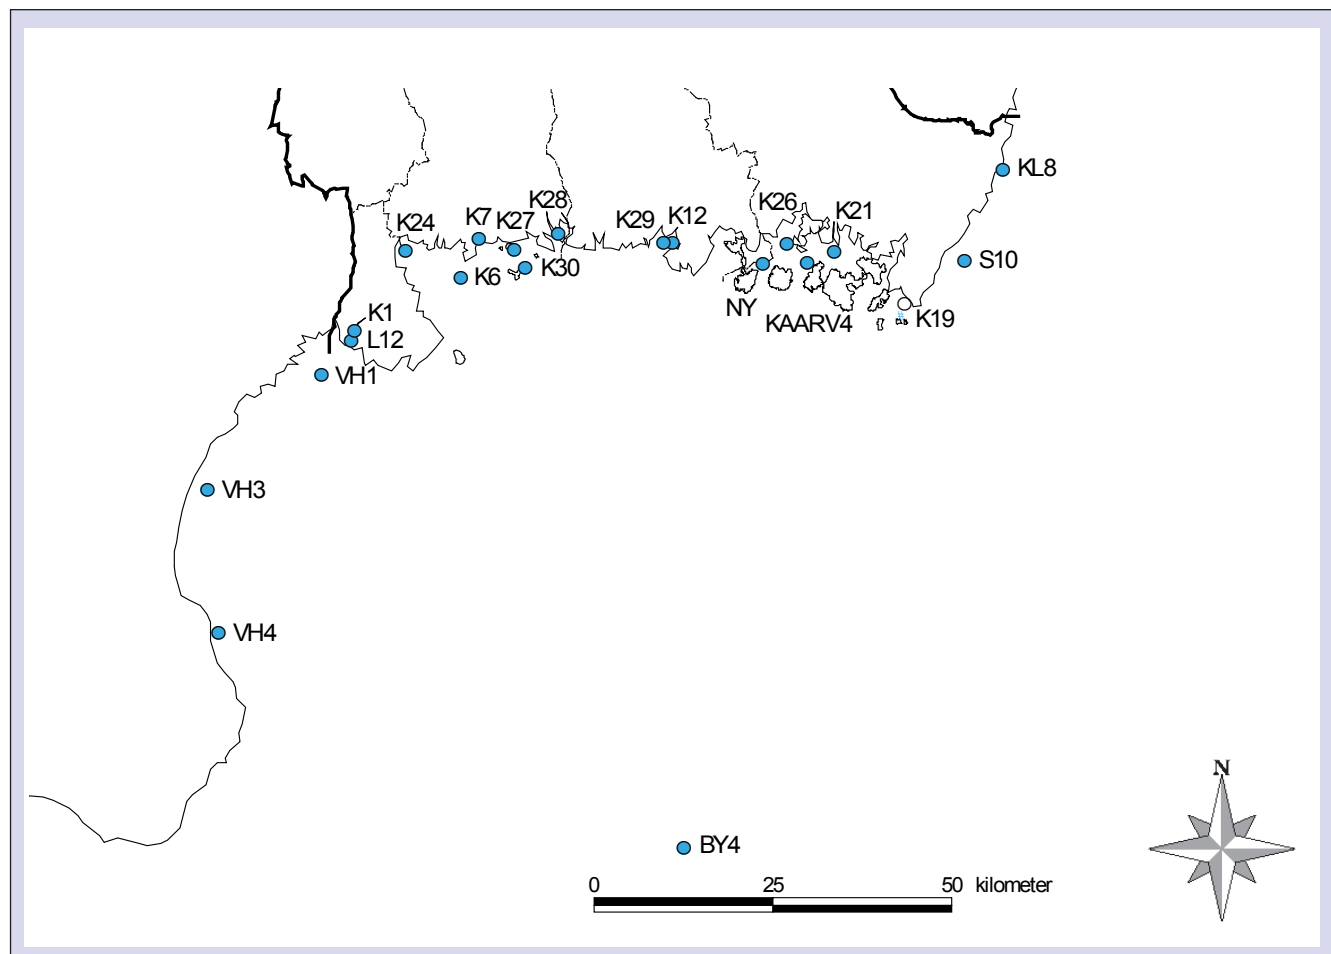 KL8
K28
K7
K27
K24
K29
K12
K26
K21
K6
K30
S10
NY
KAARV4
K19
K1
L12
VH1
VH3
VH4
N
BY4
0 25 50 kilometer